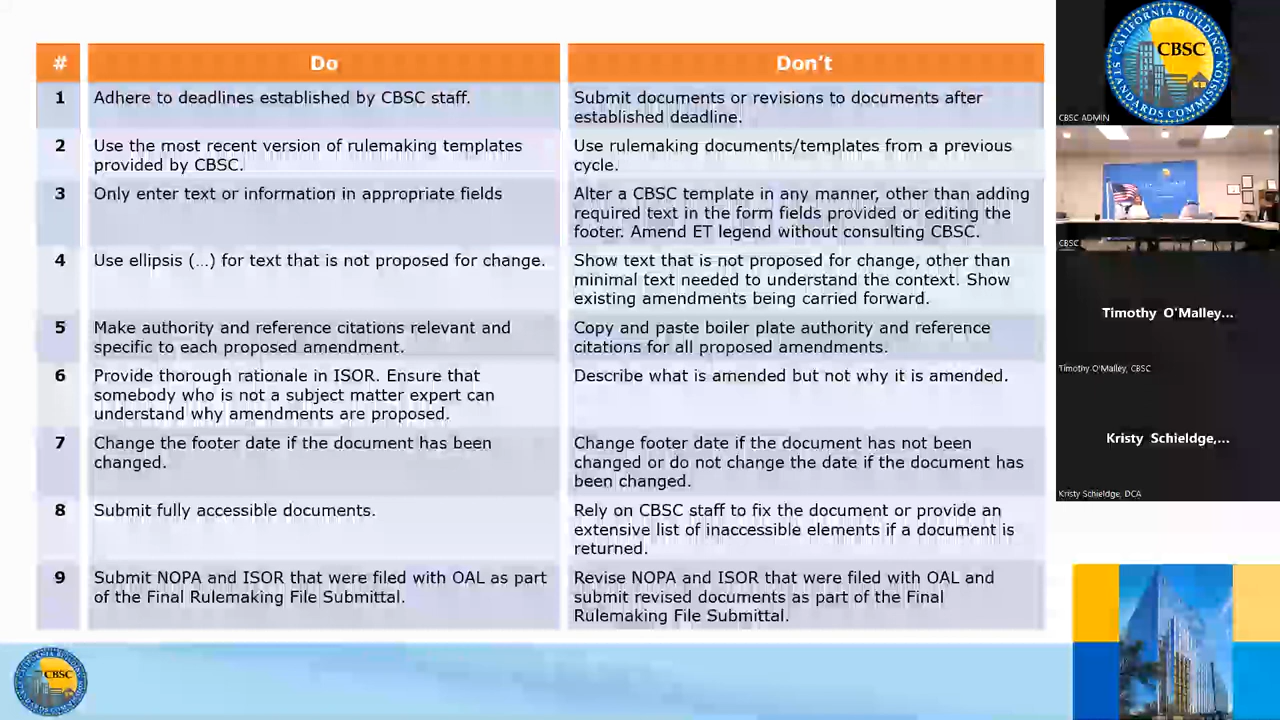 # Do Don't
1 Adhere to deadlines established by CBSC staff.
Submit documents or revisions to documents after
established deadline.
2 Use the most recent version of rulemaking templates
provided by CBSC.
Use rulemaking documents/templates from a previous
cycle.
3 Only enter text or information in appropriate fields
Alter a CBSC template in any manner, other than adding
required text in the form fields provided or editing the
footer. Amend ET legend without consulting CBSC.
4 Use ellipsis (…) for text that is not proposed for change.
Show text that is not proposed for change, other than
minimal text needed to understand the context. Show
existing amendments being carried forward.
5 Make authority and reference citations relevant and
specific to each proposed amendment.
Copy and paste boiler plate authority and reference
citations for all proposed amendments.
6 Provide thorough rationale in ISOR. Ensure that
somebody who is not a subject matter expert can
understand why amendments are proposed.
Describe what is amended but not why it is amended.
7 Change the footer date if the document has been
changed.
Change footer date if the document has not been
changed or do not change the date if the document has
been changed.
8 Submit fully accessible documents.
Rely on CBSC staff to fix the document or provide an
extensive list of inaccessible elements if a document is
returned.
9 Submit NOPA and ISOR that were filed with OAL as part
of the Final Rulemaking File Submittal.
Revise NOPA and ISOR that were filed with OAL and
submit revised documents as part of the Final
Rulemaking File Submittal.
CALIFORNIA BUILDING
STANDARDS COMMISSION
CBSC
CBSC ADMIN
CBSC
Timothy O'Malley...
Timothy O'Malley, CBSC
Kristy Schieldge,...
Kristy Schieldge, DCA
CBSC